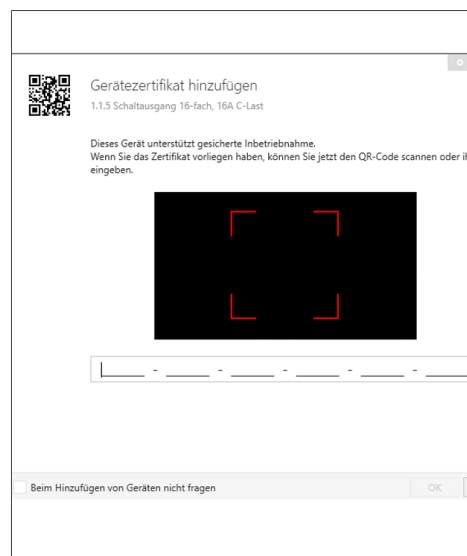 Gerätezertifikat hinzufügen
1.1.5 Schaltausgang 16-fach, 16A C-Last
Dieses Gerät unterstützt gesicherte Inbetriebnahme.
Wenn Sie das Zertifikat vorliegen haben, können Sie jetzt den QR-Code scannen oder
eingeben.
Beim Hinzufügen von Geräten nicht fragen
OK